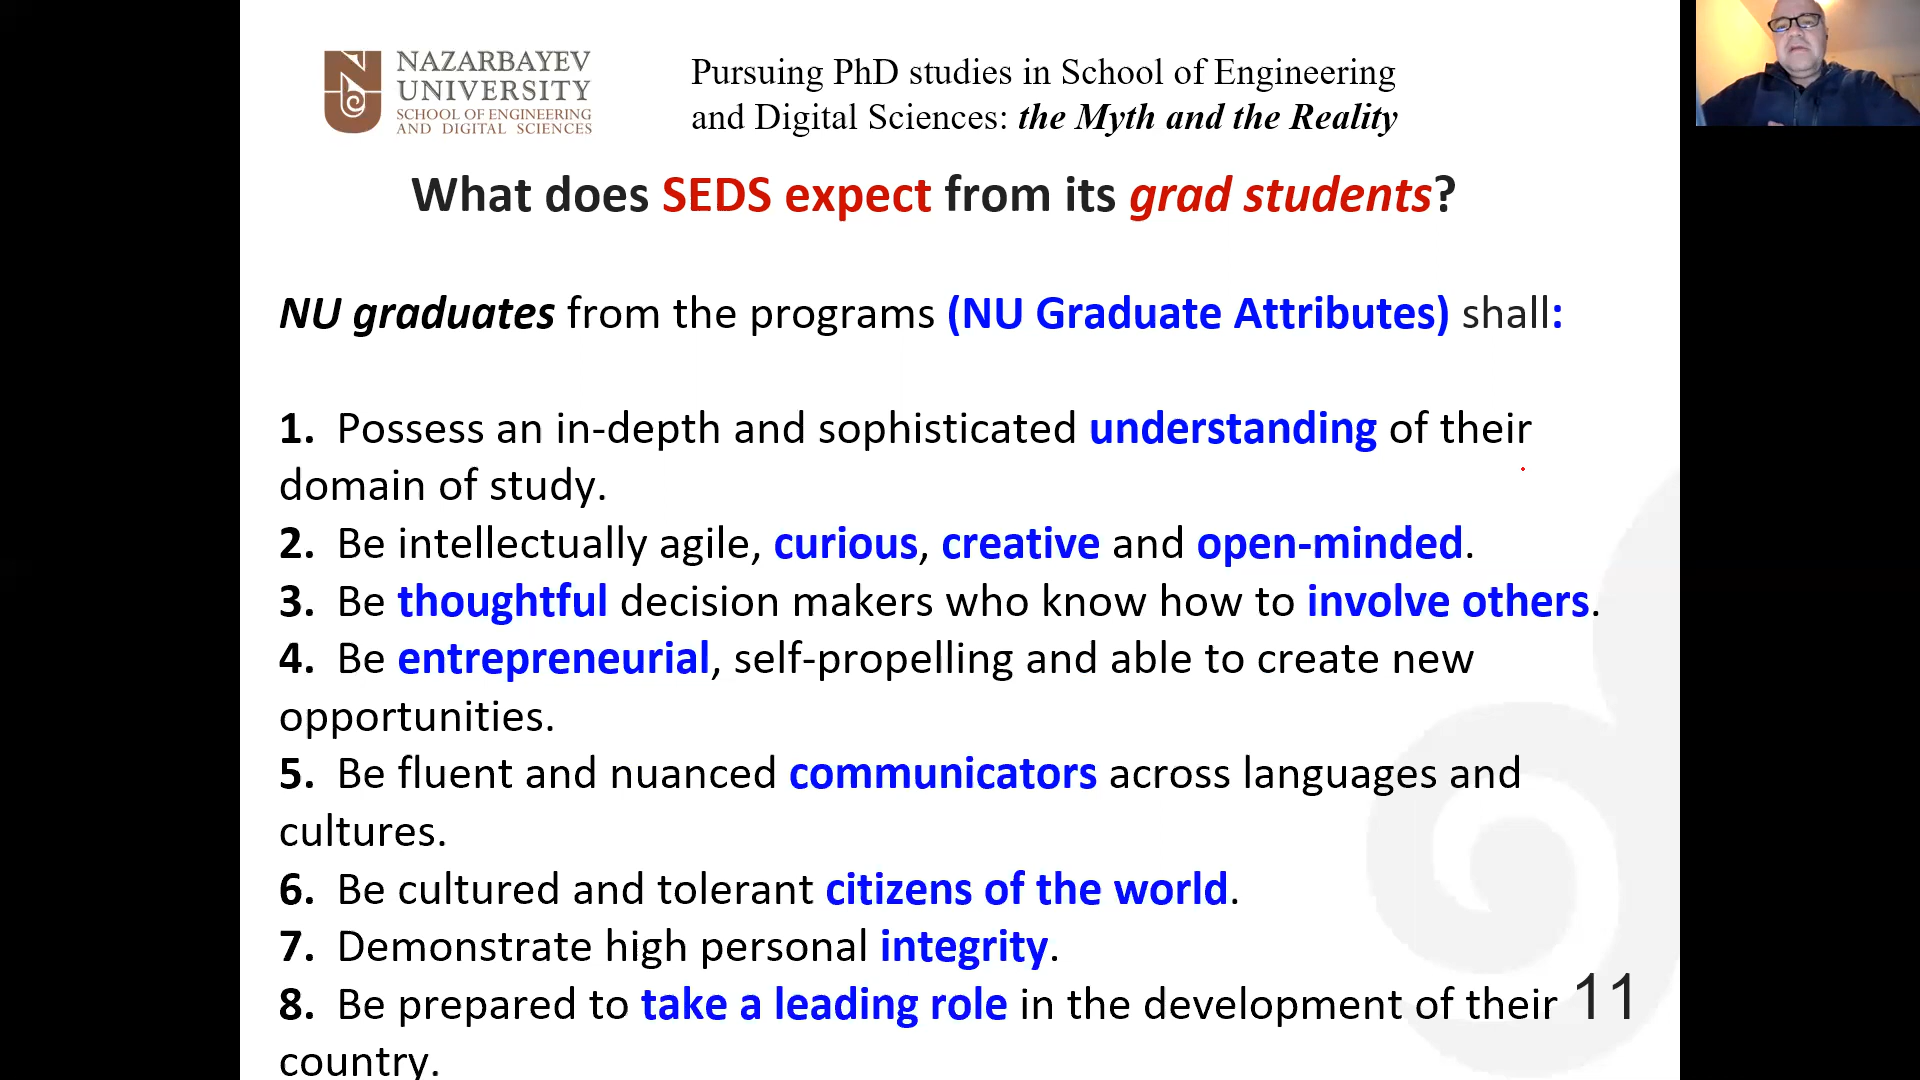 NAZARBAYEV
UNIVERSITY
SCHOOL OF ENGINEERING
AND DIGITAL SCIENCES
Pursuing PhD studies in School of Engineering
and Digital Sciences: the Myth and the Reality
What does SEDS expect from its grad students?
NU graduates from the programs (NU Graduate Attributes) shall:
1. Possess an in-depth and sophisticated understanding of their
domain of study.
2. Be intellectually agile, curious, creative and open-minded.
3. Be thoughtful decision makers who know how to involve others.
4. Be entrepreneurial, self-propelling and able to create new
opportunities.
5. Be fluent and nuanced communicators across languages and
cultures.
6. Be cultured and tolerant citizens of the world.
7. Demonstrate high personal integrity.
8. Be prepared to take a leading role in the development of their
country.
11